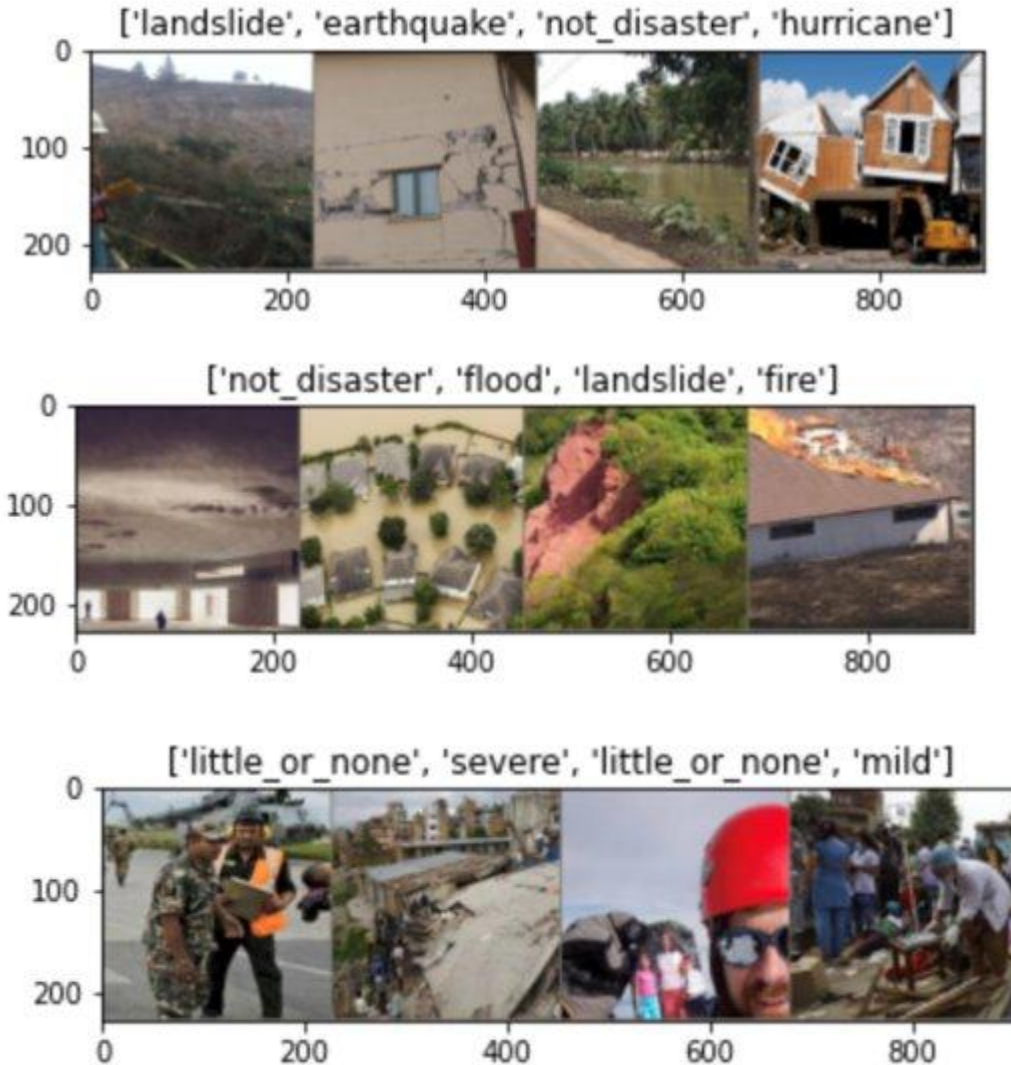 ['landslide', 'earthquake', 'not_disaster', 'hurricane']
0
100
200
0 200 400 600 800
['not_disaster', 'flood', 'landslide', 'fire']
0
100
200
0 200 400 600 800
['little_or_none', 'severe', 'little_or_none', 'mild']
0
100
200
0 200 400 600 800